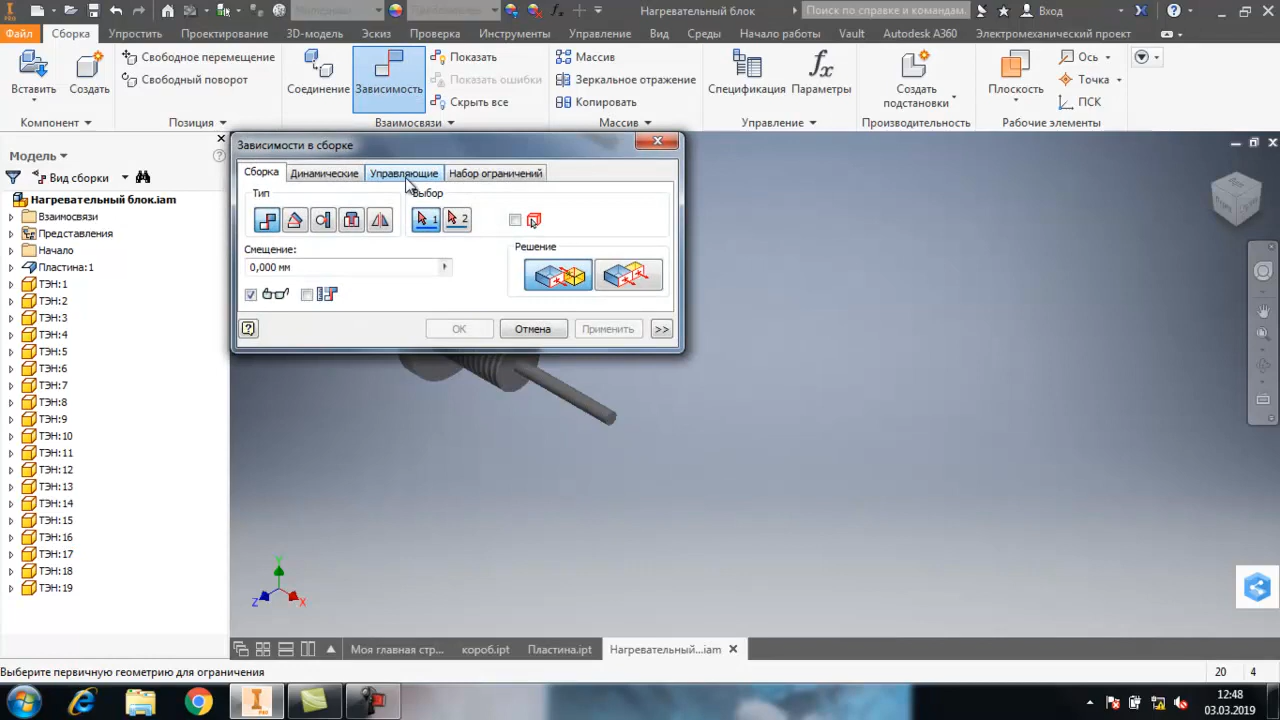 Нагревательный блок
Поиск по справке и командам.
Вход
Файл Сборка Упростить Проектирование Эскиз 3D-модель Проверка Инструменты Управление Вид Среды Начало работы Vault Autodesk A360 Электромеханический проект
Вставить
Создать
Компонент
Свободное перемещение
Свободный поворот
Позиция
Соединение
Зависимость
Показать
Показать ошибки
Скрыть все
Взаимосвязи
Массив
Зеркальное отражение
Копировать
Массив
Спецификация
Параметры
Управление
Создать подстановки
Производительность
Плоскость
Ось
Точка
ПСК
Рабочие элементы
Модель
Вид сборки
Нагревательный блок.iam
Взаимосвязи
Представления
Начало
Пластина:1
ТЭН:1
ТЭН:2
ТЭН:3
ТЭН:4
ТЭН:5
ТЭН:6
ТЭН:7
ТЭН:8
ТЭН:9
ТЭН:10
ТЭН:11
ТЭН:12
ТЭН:13
ТЭН:14
ТЭН:15
ТЭН:16
ТЭН:17
ТЭН:18
ТЭН:19
Зависимости в сборке
Сборка Динамические Управляющие Набор ограничений
Тип
Выбор
1 2
Смещение:
0,000 мм
Решение
ОК Отмена Применить >>
Y
Z X
Моя главная стр... короб.ipt Пластина.ipt Нагревательный...iam
Выберите первичную геометрию для ограничения
20 4
12:48
03.03.2019